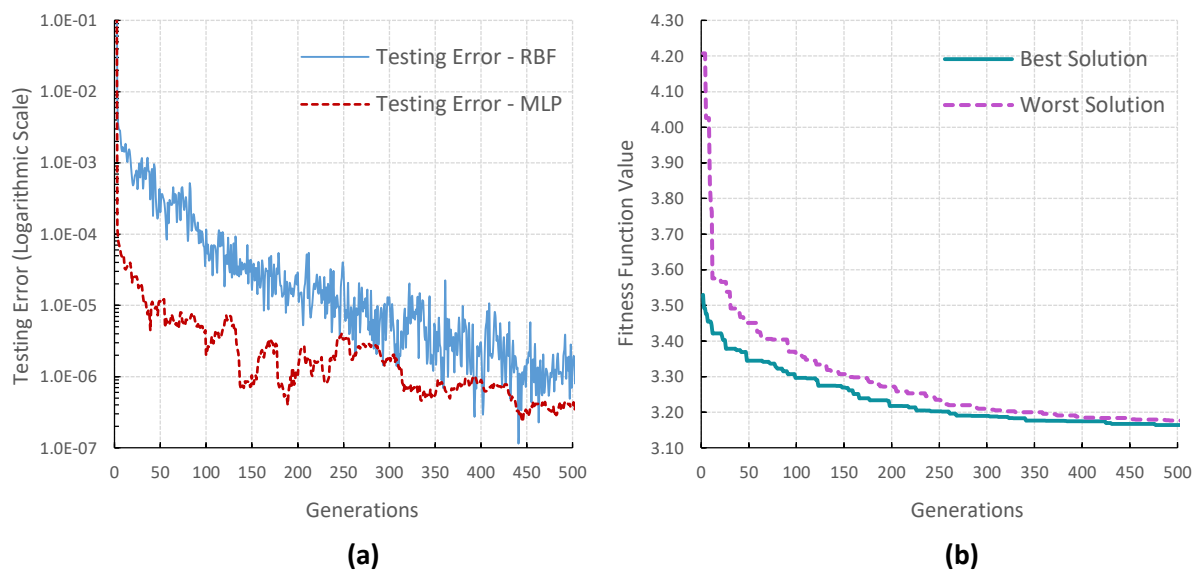 1.0E-01
1.0E-02
1.0E-03
1.0E-04
1.0E-05
1.0E-06
1.0E-07
Testing Error (Logarithmic Scale)
Testing Error - RBF
Testing Error - MLP
0 50 100 150 200 250 300 350 400 450 500
Generations
(a)
4.30
4.20
4.10
4.00
3.90
3.80
3.70
3.60
3.50
3.40
3.30
3.20
3.10
Fitness Function Value
Best Solution
Worst Solution
0 50 100 150 200 250 300 350 400 450 500
Generations
(b)